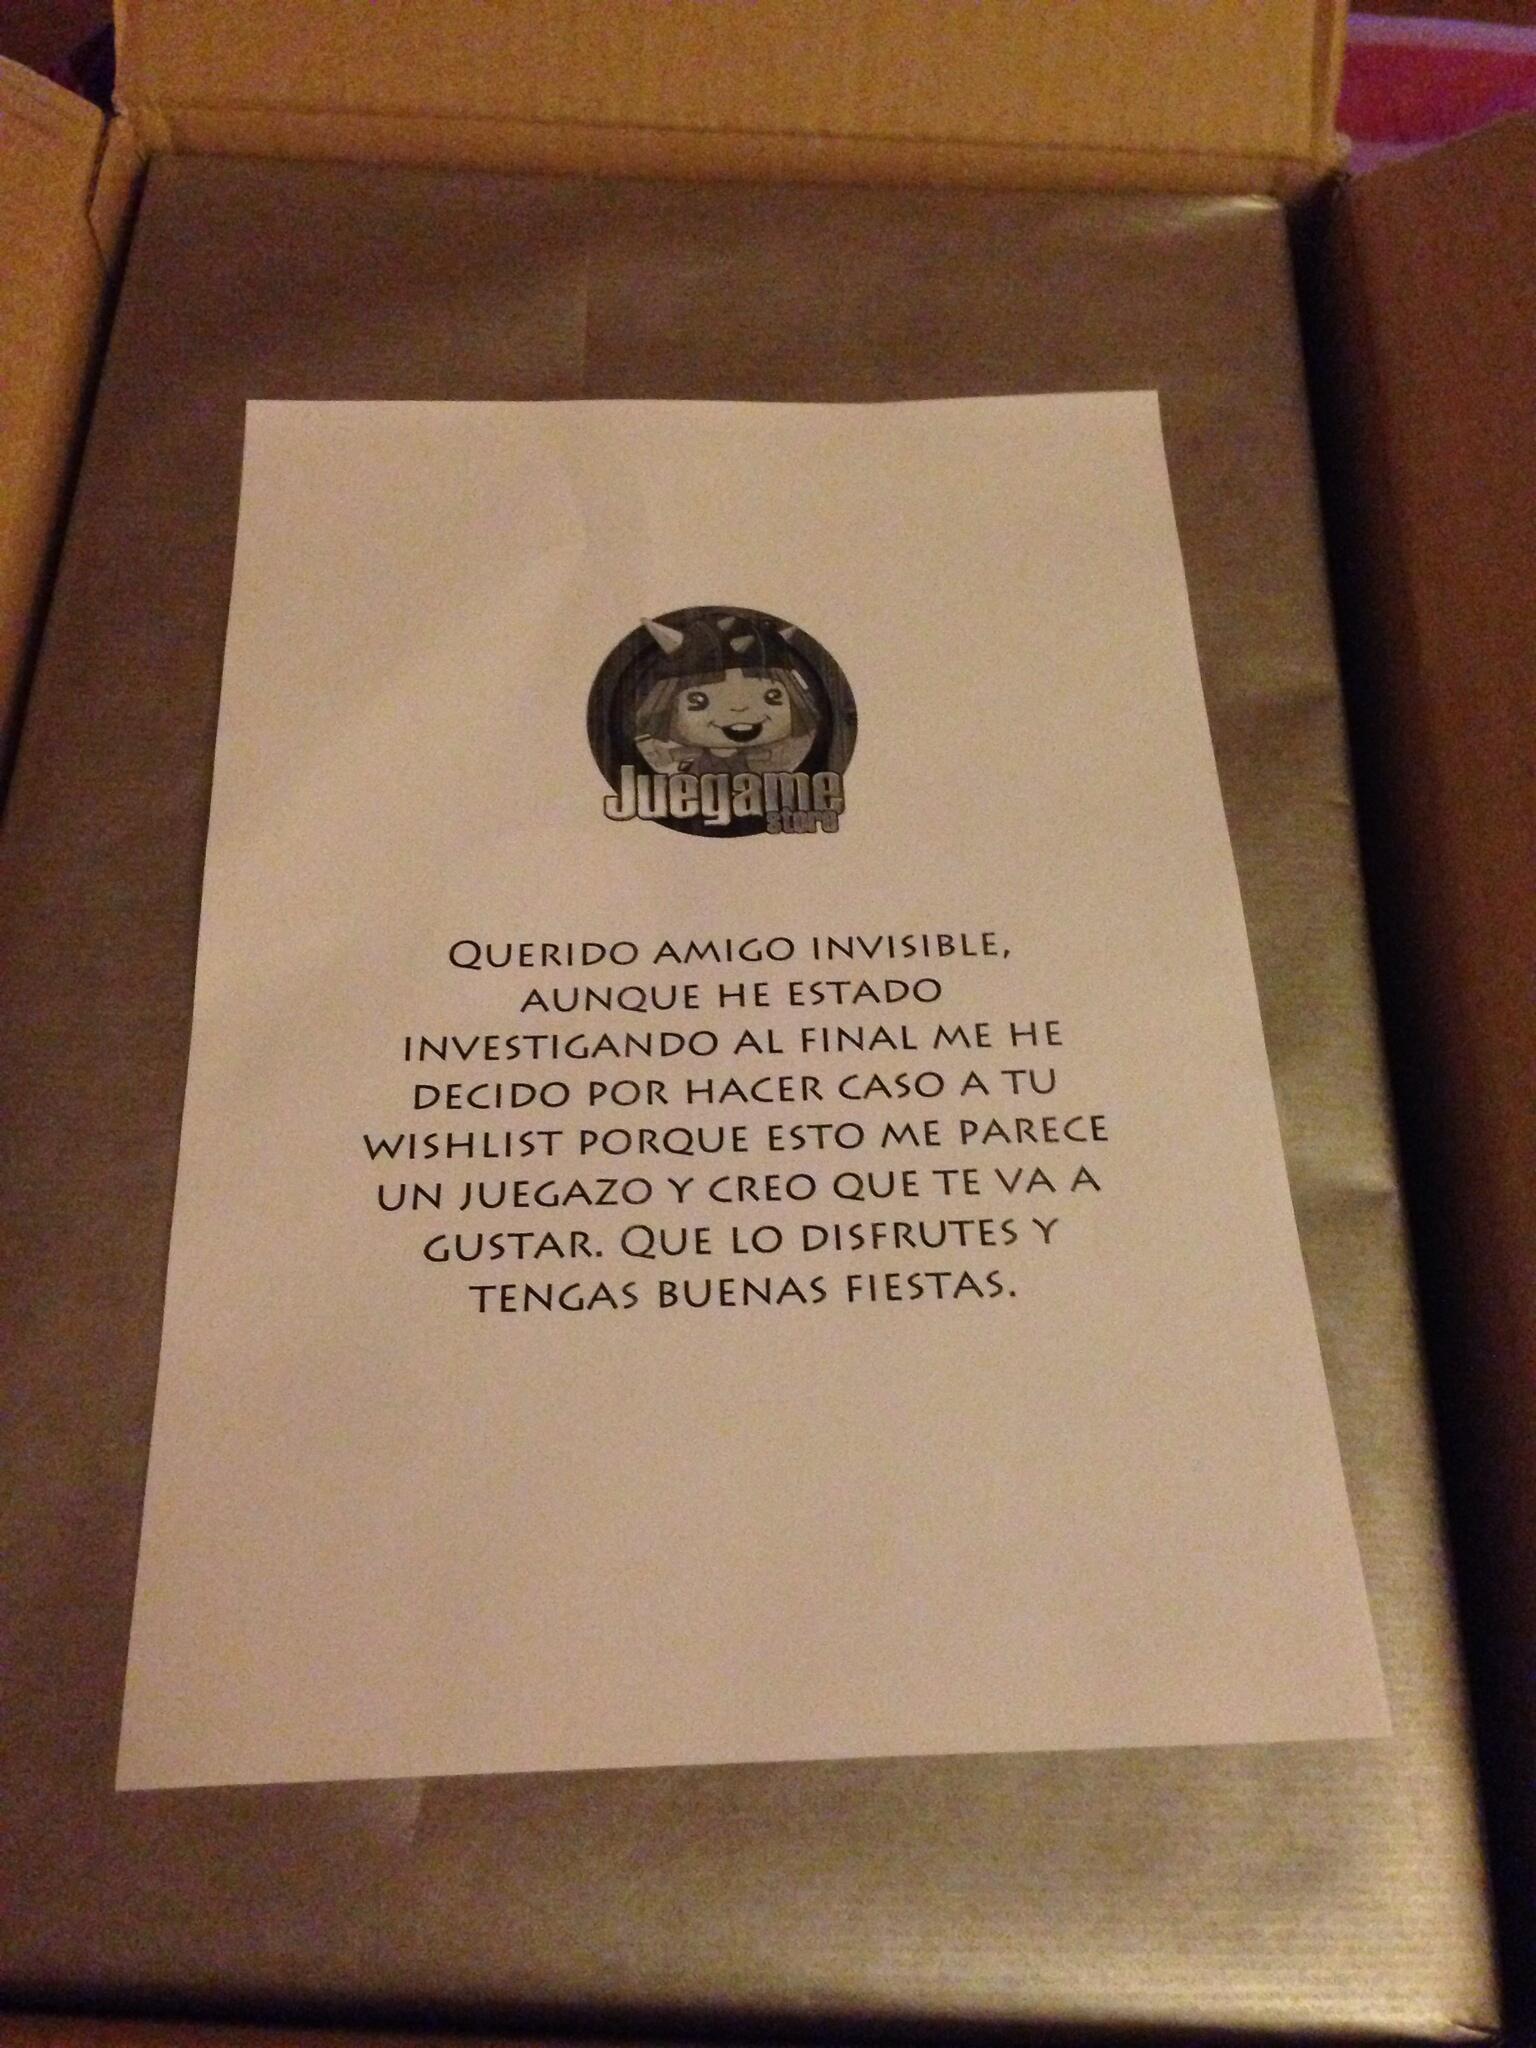 Juégame
store
QUERIDO AMIGO INVISIBLE,
AUNQUE HE ESTADO
INVESTIGANDO AL FINAL ME HE
DECIDO POR HACER CASO A TU
WISHLIST PORQUE ESTO ME PARECE
UN JUEGAZO Y CREO QUE TE VA A
GUSTAR. QUE LO DISFRUTES Y
TENGAS BUENAS FIESTAS.